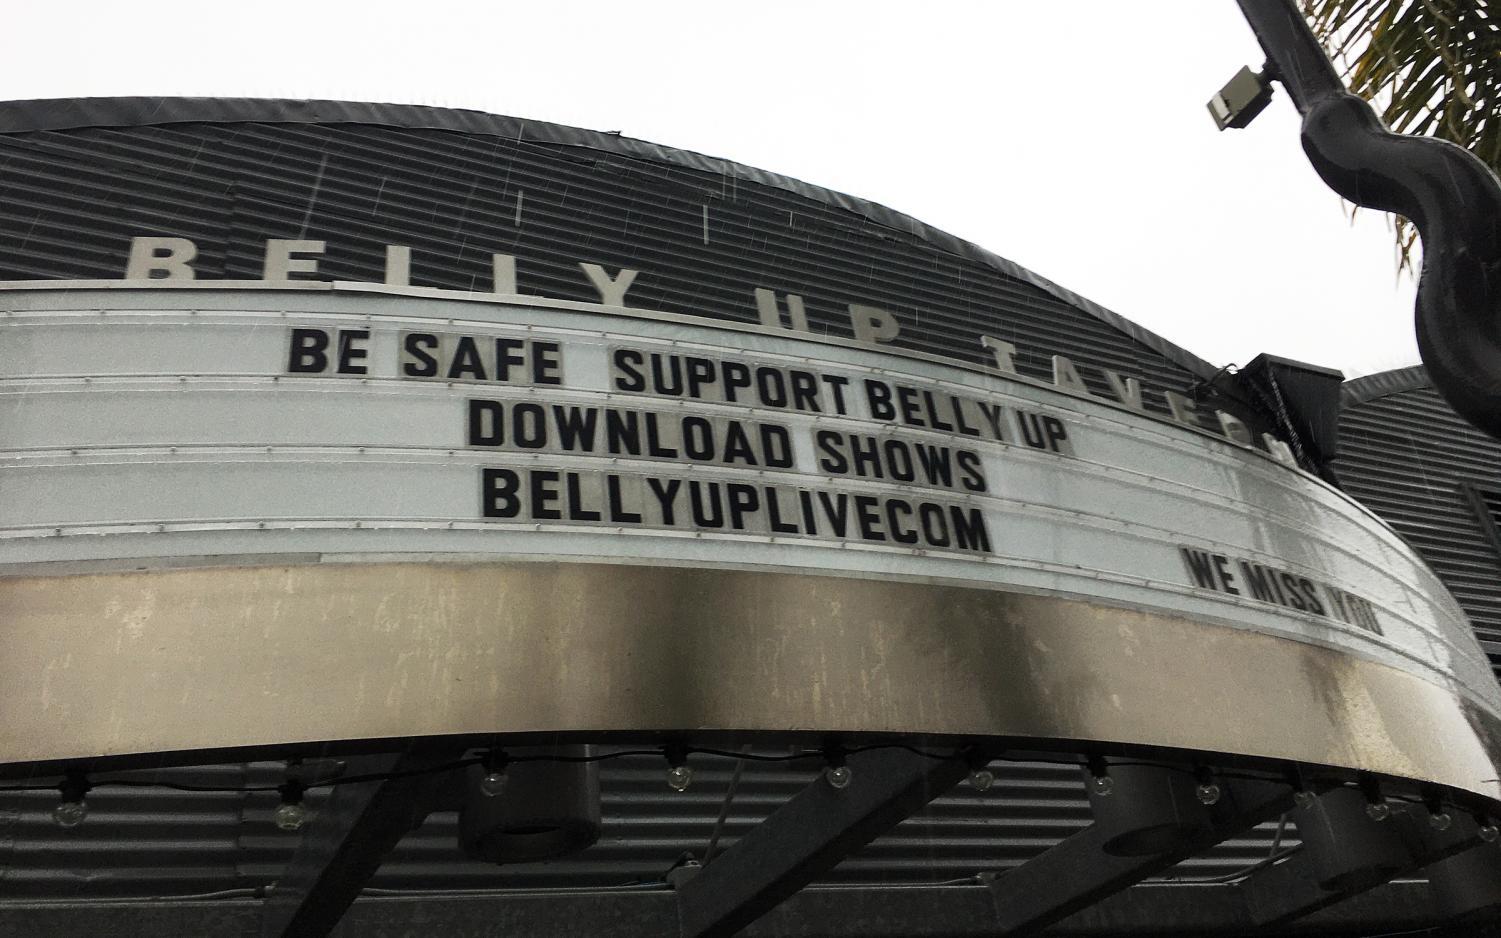 BELLY UP TAVERN
BE SAFE SUPPORT BELLY UP
DOWNLOAD SHOWS
BELLYUPLIVECOM
WE MISS YOU